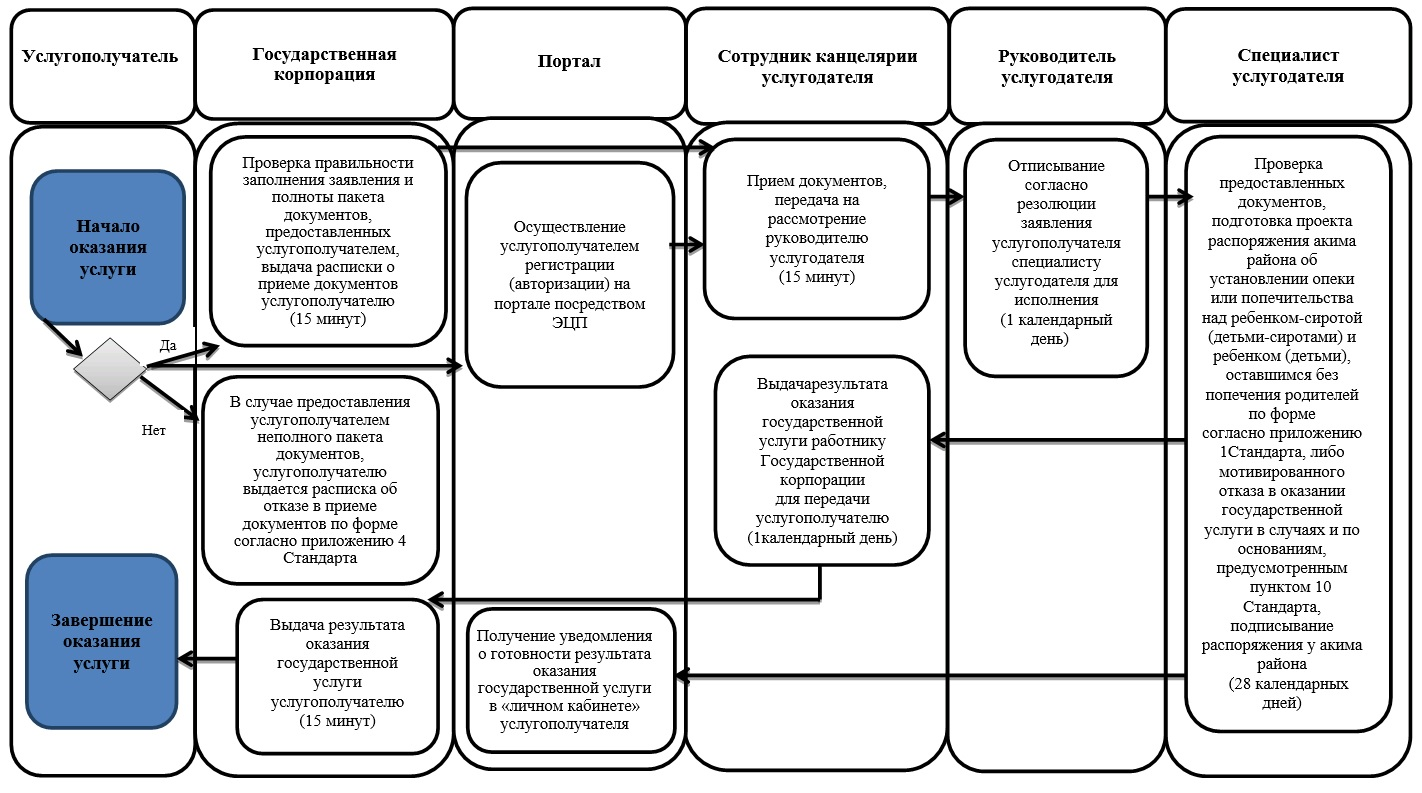 Услугополучатель
Государственная
корпорация
Портал
Сотрудник канцелярии
услугодателя
Руководитель
услугодателя
Специалист
услугодателя
Начало
оказания
услуги
Да
Нет
Завершение
оказания
услуги
Проверка правильности
заполнения заявления и
полноты пакета
документов,
предоставленных
услугополучателем,
выдача расписки о
приеме документов
услугополучателю
(15 минут)
В случае предоставления
услугополучателем
неполного пакета
документов,
услугополучателю
выдается расписка об
отказе в приеме
документов по форме
согласно приложению 4
Стандарта
Выдача результата
оказания
государственной
услуги
услугополучателю
(15 минут)
Осуществление
услугополучателем
регистрации
(авторизации) на
портале посредством
ЭЦП
Получение уведомления
о готовности результата
оказания
государственной услуги
в «личном кабинете»
услугополучателя
Прием документов,
передача на
рассмотрение
руководителю
услугодателя
(15 минут)
Выдачарезультата
оказания
государственной
услуги работнику
Государственной
корпорации
для передачи
услугополучателю
(1календарный день)
Отписывание
согласно
резолюции
заявления
услугополучателя
специалисту
услугодателя для
исполнения
(1 календарный
день)
Проверка
предоставленных
документов,
подготовка проекта
распоряжения акима
района об
установлении опеки
или попечительства
над ребенком-сиротой
(детьми-сиротами) и
ребенком (детьми),
оставшимся без
попечения родителей
по форме
согласно приложению
1Стандарта, либо
мотивированного
отказа в оказании
государственной
услуги в случаях и по
основаниям,
предусмотренным
пунктом 10
Стандарта,
подписывание
распоряжения у акима
района
(28 календарных
дней)